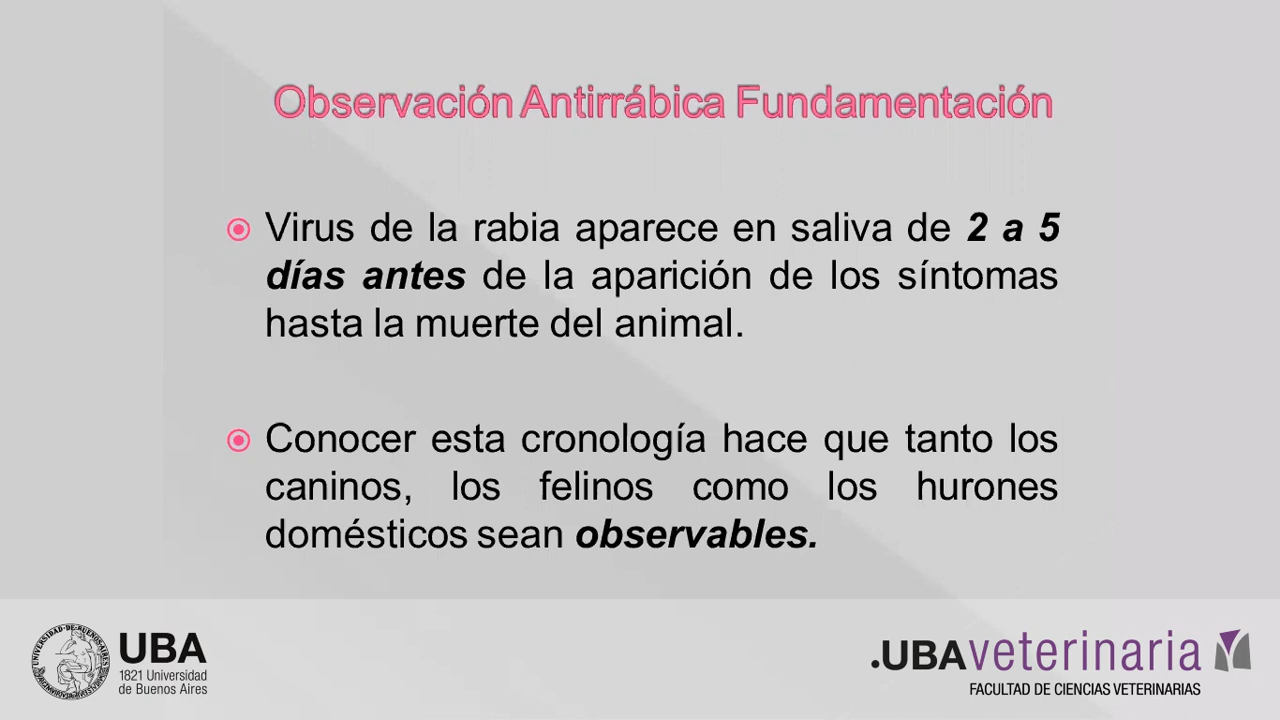 Observación Antirrábica Fundamentación
Virus de la rabia aparece en saliva de 2 a 5
días antes de la aparición de los síntomas
hasta la muerte del animal.
Conocer esta cronología hace que tanto los
caninos, los felinos como los hurones
domésticos sean observables.
UBA
1821 Universidad
de Buenos Aires
.UBAveterinaria
FACULTAD DE CIENCIAS VETERINARIAS